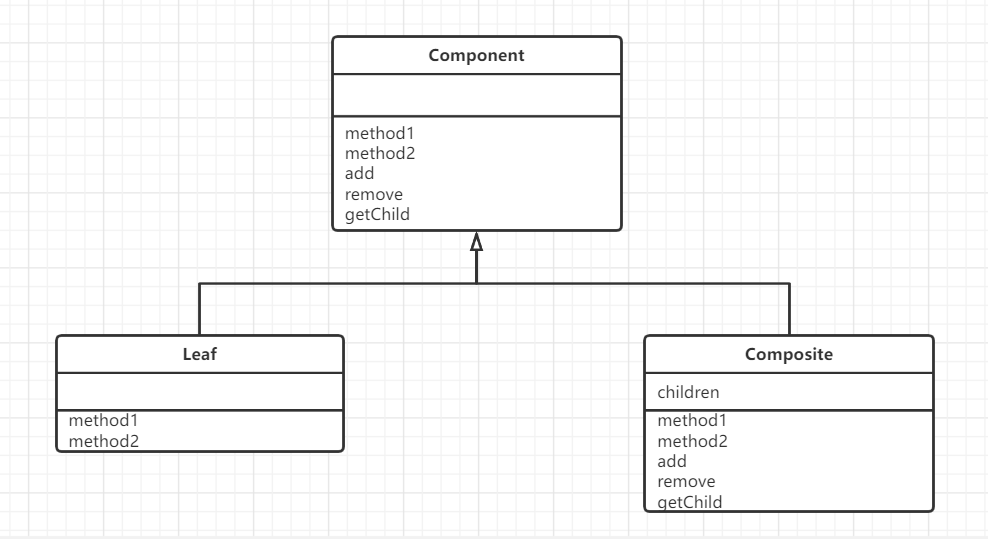 Component
method1
method2
add
remove
getChild
Leaf
method1
method2
Composite
children
method1
method2
add
remove
getChild